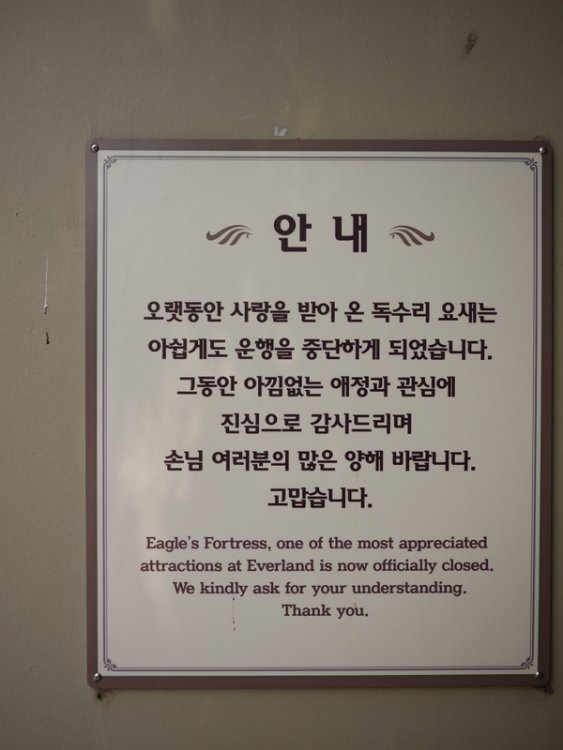 안 내
오랫동안 사랑을 받아 온 독수리 요새는
아쉽게도 운행을 중단하게 되었습니다.
그동안 아낌없는 애정과 관심에
진심으로 감사드리며
손님 여러분의 많은 양해 바랍니다.
고맙습니다.
Eagle's Fortress, one of the most appreciated
attractions at Everland is now officially closed.
We kindly ask for your understanding.
Thank you.